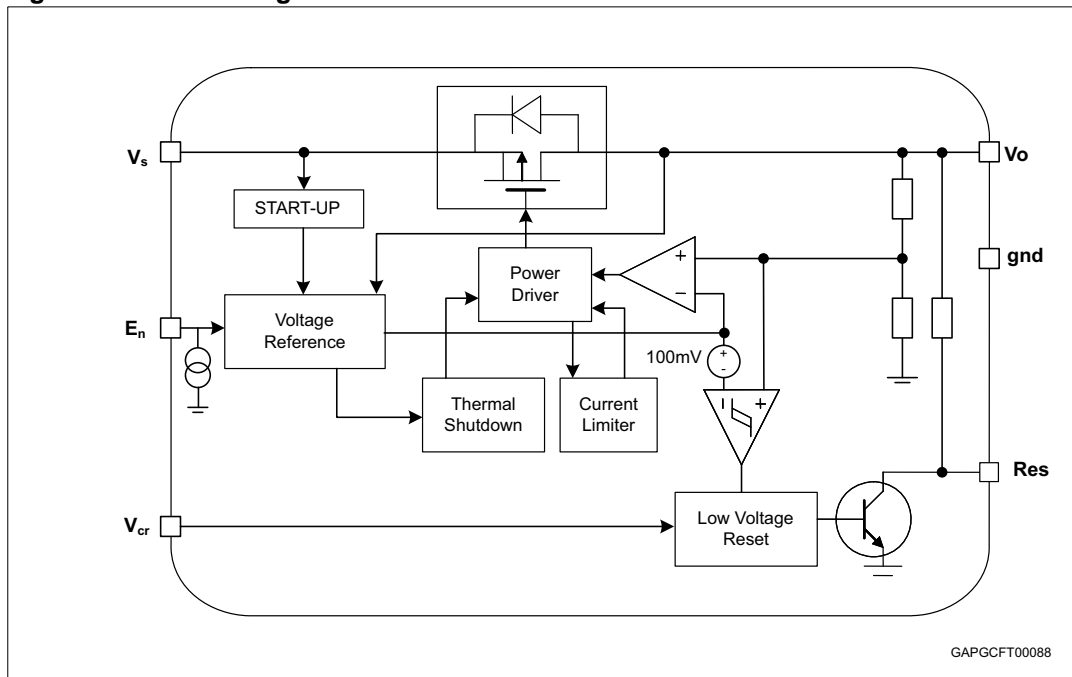 Vs
Vo
START-UP
gnd
Power
Driver
+
−
En
Voltage
Reference
100mV
+
-
Thermal
Shutdown
Current
Limiter
−
+
Res
Vcr
Low Voltage
Reset
GAPGCFT00088